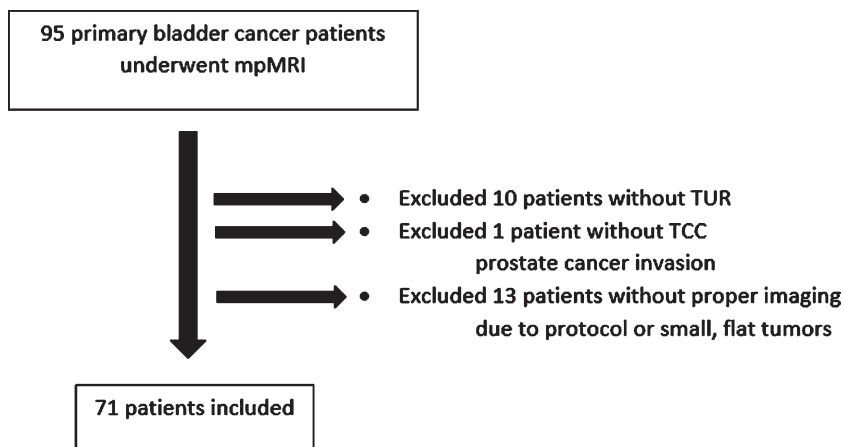 95 primary bladder cancer patients
underwent mpMRI
• Excluded 10 patients without TUR
• Excluded 1 patient without TCC
prostate cancer invasion
• Excluded 13 patients without proper imaging
due to protocol or small, flat tumors
71 patients included